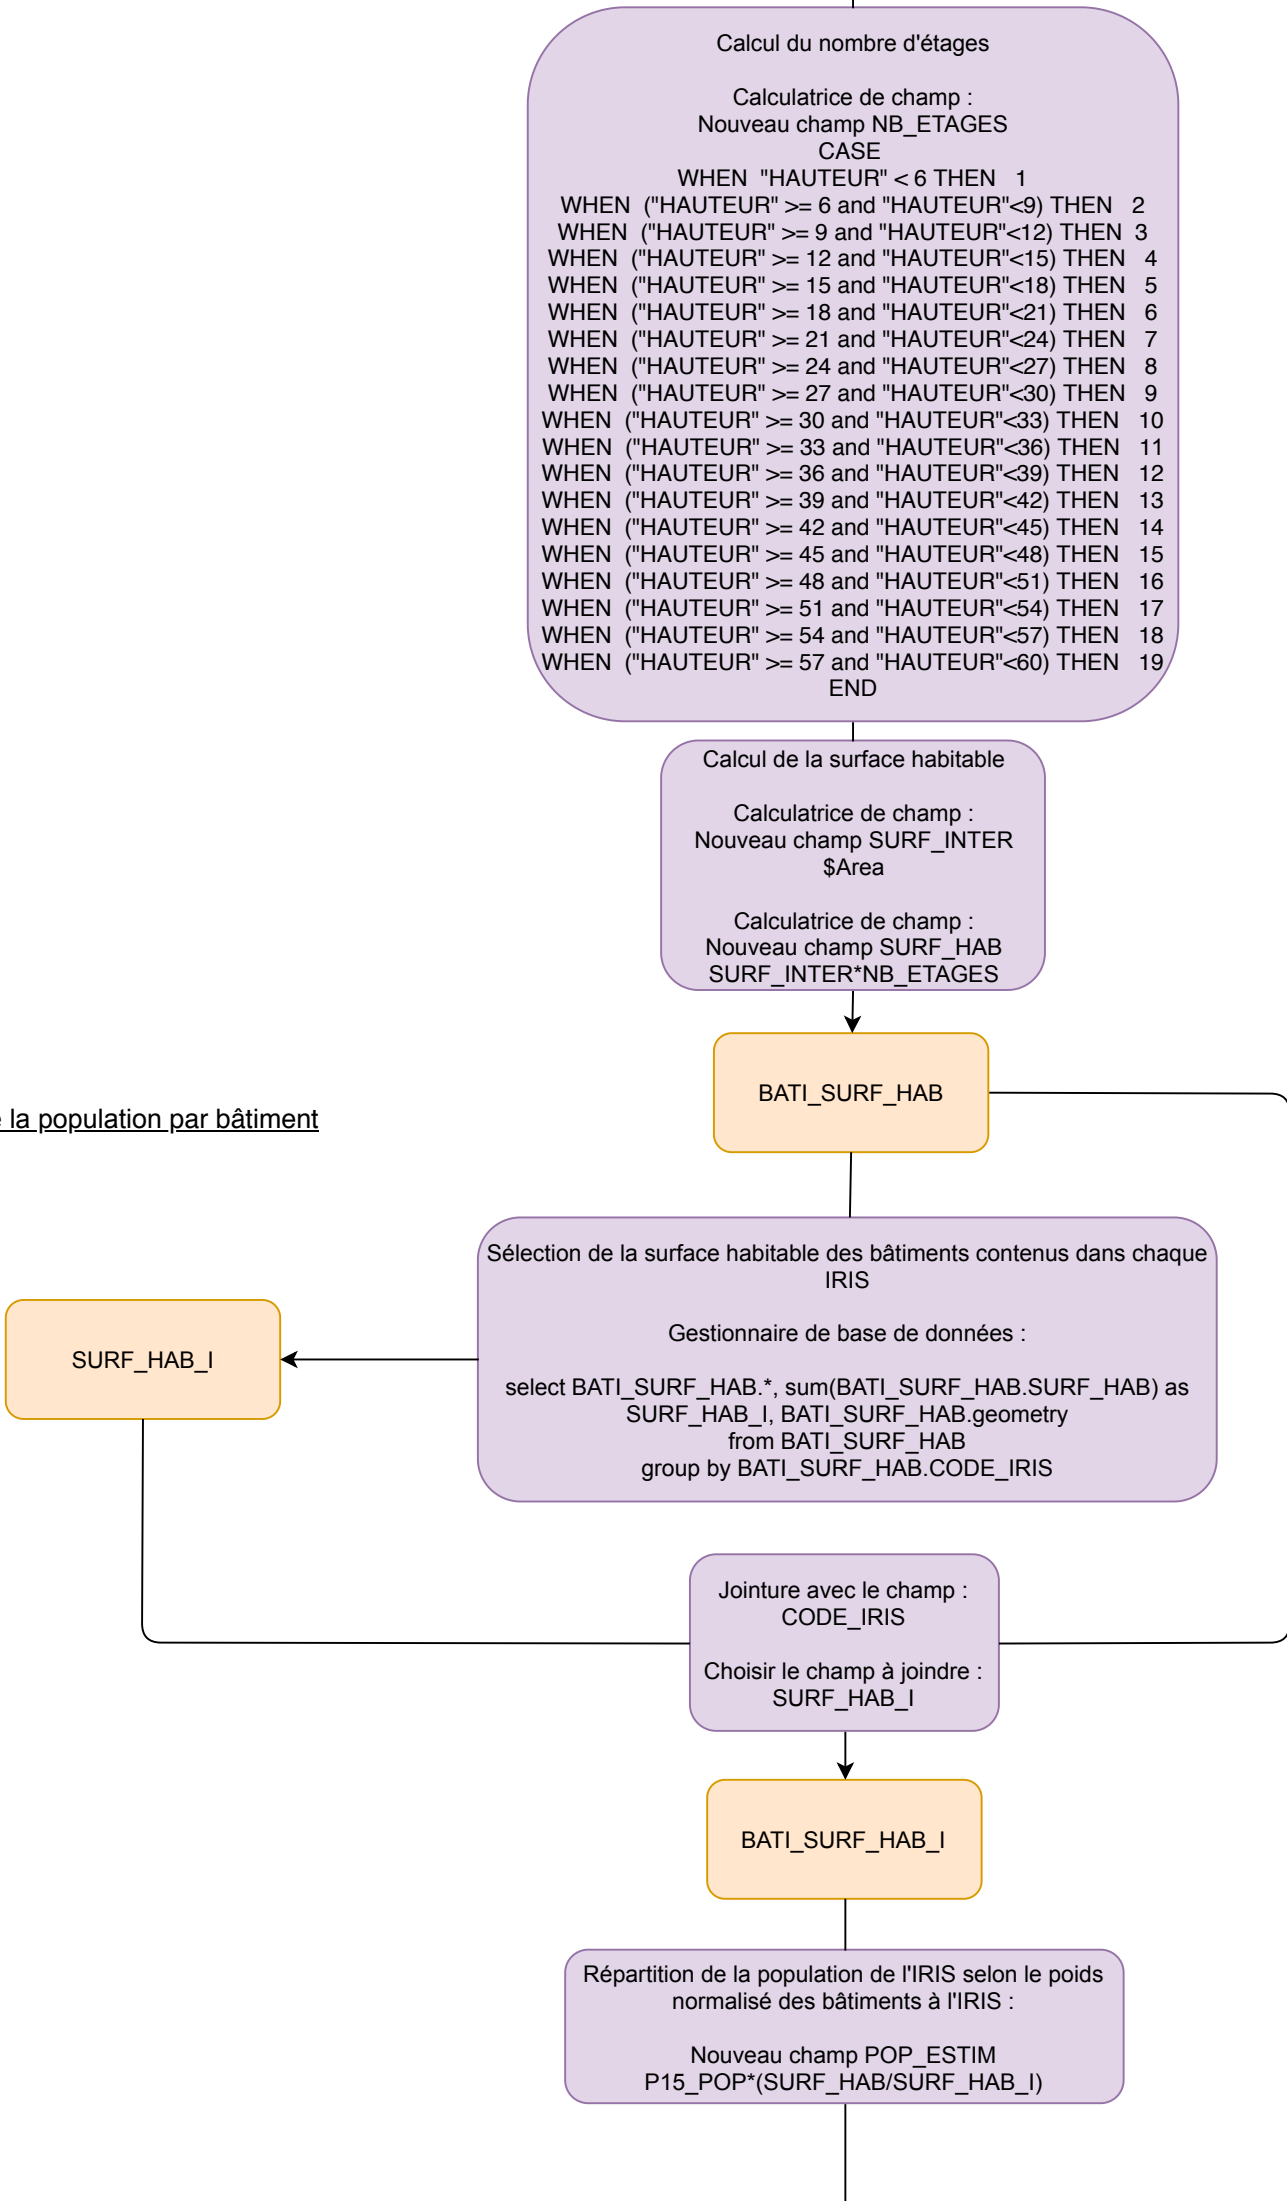 Calcul du nombre d'étages
Calculatrice de champ :
Nouveau champ NB_ETAGES
CASE
WHEN "HAUTEUR" < 6 THEN 1
WHEN ("HAUTEUR" >= 6 and "HAUTEUR"<9) THEN 2
WHEN ("HAUTEUR" >= 9 and "HAUTEUR"<12) THEN 3
WHEN ("HAUTEUR" >= 12 and "HAUTEUR"<15) THEN 4
WHEN ("HAUTEUR" >= 15 and "HAUTEUR"<18) THEN 5
WHEN ("HAUTEUR" >= 18 and "HAUTEUR"<21) THEN 6
WHEN ("HAUTEUR" >= 21 and "HAUTEUR"<24) THEN 7
WHEN ("HAUTEUR" >= 24 and "HAUTEUR"<27) THEN 8
WHEN ("HAUTEUR" >= 27 and "HAUTEUR"<30) THEN 9
WHEN ("HAUTEUR" >= 30 and "HAUTEUR"<33) THEN 10
WHEN ("HAUTEUR" >= 33 and "HAUTEUR"<36) THEN 11
WHEN ("HAUTEUR" >= 36 and "HAUTEUR"<39) THEN 12
WHEN ("HAUTEUR" >= 39 and "HAUTEUR"<42) THEN 13
WHEN ("HAUTEUR" >= 42 and "HAUTEUR"<45) THEN 14
WHEN ("HAUTEUR" >= 45 and "HAUTEUR"<48) THEN 15
WHEN ("HAUTEUR" >= 48 and "HAUTEUR"<51) THEN 16
WHEN ("HAUTEUR" >= 51 and "HAUTEUR"<54) THEN 17
WHEN ("HAUTEUR" >= 54 and "HAUTEUR"<57) THEN 18
WHEN ("HAUTEUR" >= 57 and "HAUTEUR"<60) THEN 19
END
Calcul de la surface habitable
Calculatrice de champ :
Nouveau champ SURF_INTER
$Area
Calculatrice de champ :
Nouveau champ SURF_HAB
SURF_INTER*NB_ETAGES
BATI_SURF_HAB
la population par bâtiment
Sélection de la surface habitable des bâtiments contenus dans chaque
IRIS
Gestionnaire de base de données :
select BATI_SURF_HAB.*, sum(BATI_SURF_HAB.SURF_HAB) as
SURF_HAB_I, BATI_SURF_HAB.geometry
from BATI_SURF_HAB
group by BATI_SURF_HAB.CODE_IRIS
SURF_HAB_I
Jointure avec le champ :
CODE_IRIS
Choisir le champ à joindre :
SURF_HAB_I
BATI_SURF_HAB_I
Répartition de la population de l'IRIS selon le poids
normalisé des bâtiments à l'IRIS :
Nouveau champ POP_ESTIM
P15_POP*(SURF_HAB/SURF_HAB_I)